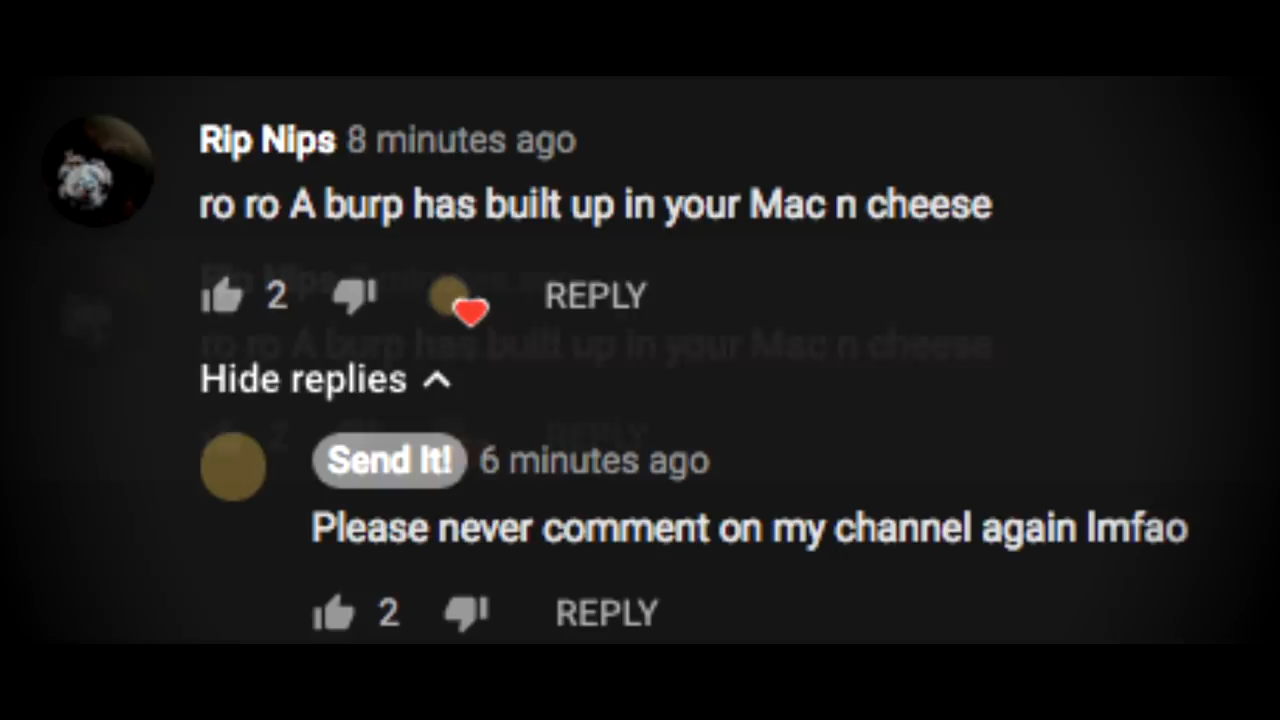 Rip Nips 8 minutes ago
ro ro A burp has built up in your Mac n cheese
2 REPLY
Hide replies
Send It! 6 minutes ago
Please never comment on my channel again lmfao
2 REPLY